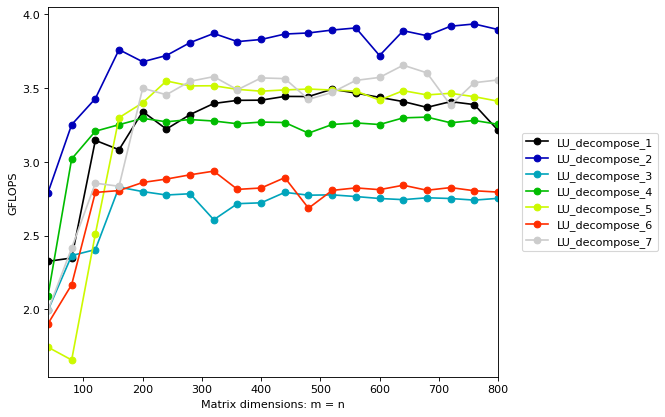 4.0
3.5
3.0
2.5
2.0
GFLOPS
100
200
300
400
500
600
700
800
Matrix dimensions: m = n
LU_decompose_1
LU_decompose_2
LU_decompose_3
LU_decompose_4
LU_decompose_5
LU_decompose_6
LU_decompose_7